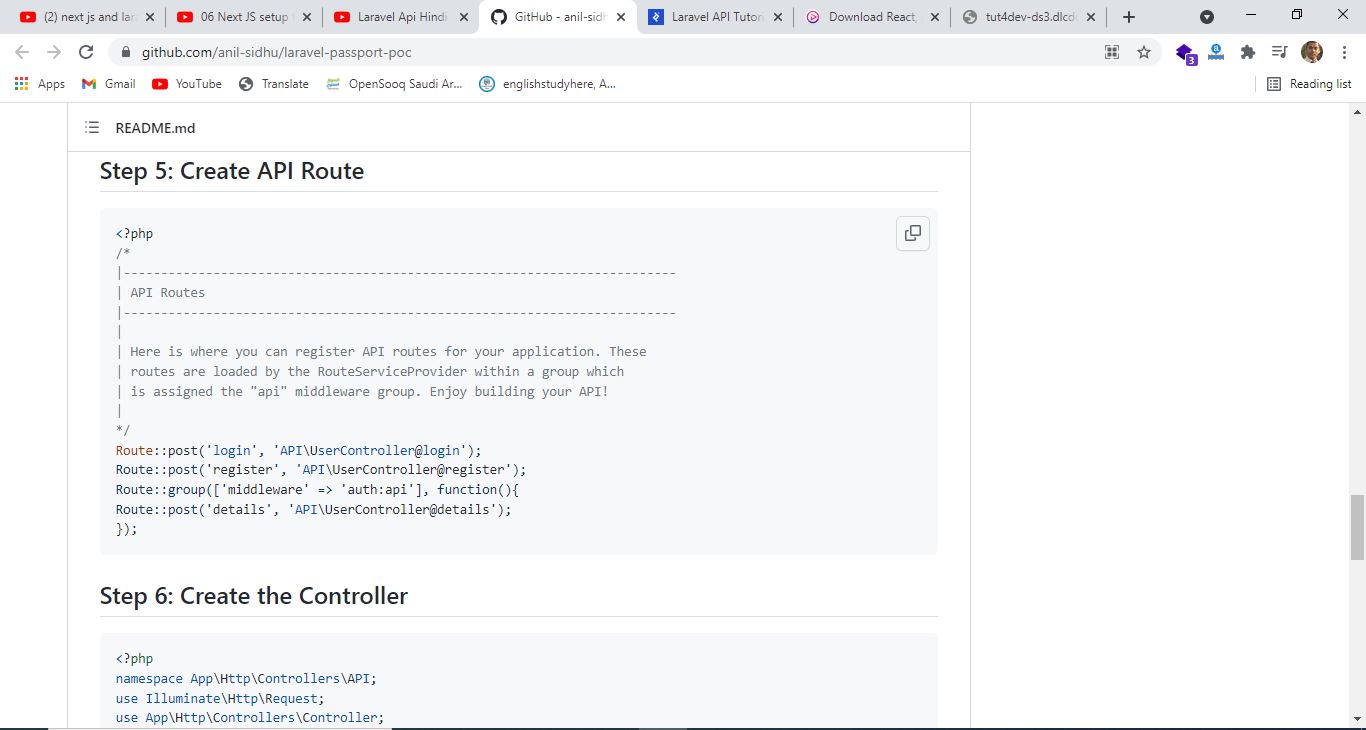 (2) next js and lar
06 Next JS setup
Laravel Api Hindi
GitHub - anil-sidh
Laravel API Tutor
Download React,
tut4dev-ds3.dlcd
github.com/anil-sidhu/laravel-passport-poc
3
Apps
Gmail
YouTube
Translate
OpenSooq Saudi Ar...
englishstudyhere, A...
Reading list
README.md
Step 5: Create API Route
<?php
/*
|--------------------------------------------------------------------------
| API Routes
|--------------------------------------------------------------------------
|
| Here is where you can register API routes for your application. These
| routes are loaded by the RouteServiceProvider within a group which
| is assigned the "api" middleware group. Enjoy building your API!
|
*/
Route::post('login', 'API\UserController@login');
Route::post('register', 'API\UserController@register');
Route::group(['middleware' => 'auth:api'], function(){
Route::post('details', 'API\UserController@details');
});
Step 6: Create the Controller
<?php
namespace App\Http\Controllers\API;
use Illuminate\Http\Request;
use App\Http\Controllers\Controller;